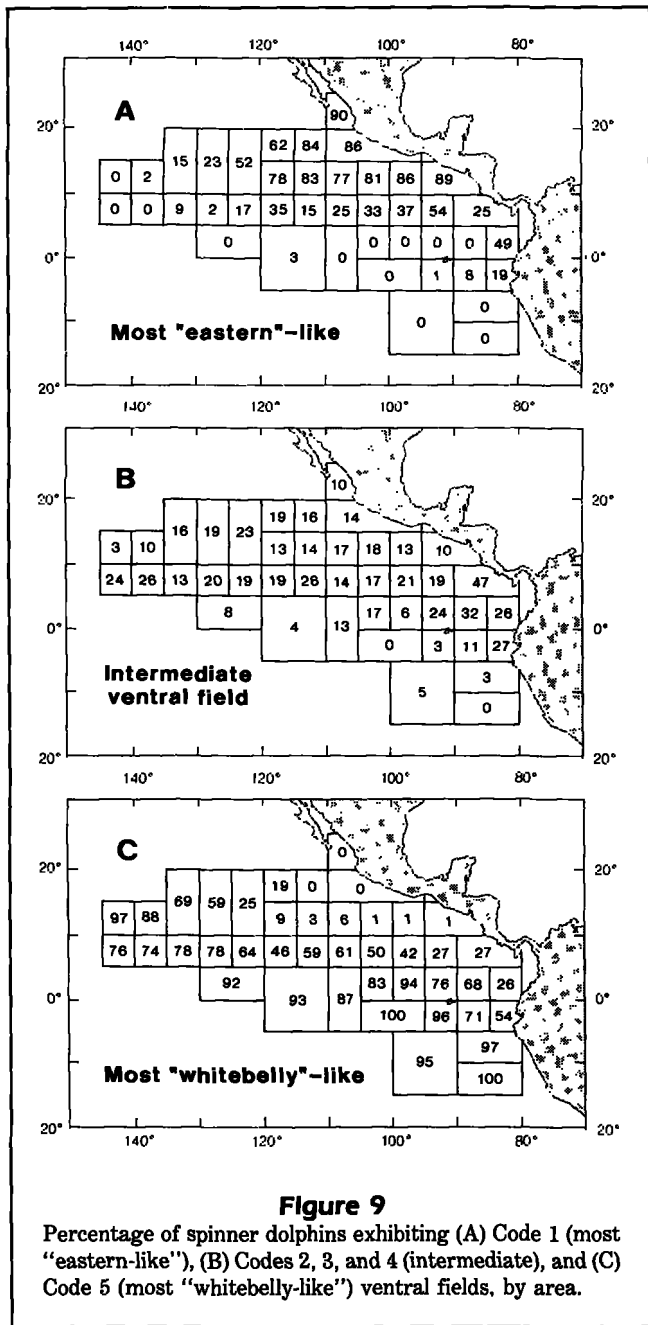 140° 120° 100° 80°
A
20°
90
62 84 86
15 23 52
0 2
78 83 77 81 86 89
0 0 9 2 17 35 15 25 33 37 54 25
0
0 0 0 0 49
0° 0°
3 0
0 1 8 19
0
0
0
Most "eastern"-like
20° 20°
140° 120° 100° 80°
B
20° 20°
10
19 16 14
16 19 23
3 10
13 14 17 18 13 10
24 26 13 20 19 19 26 14 17 21 19 47
8
17 6 24 32 26
0° 0°
4 13
0 3 11 27
Intermediate
ventral field
5
3
0
20° 20°
140° 120° 100° 80°
C
20° 20°
0
19 0 0
69 59 25
97 88
9 3 6 1 1 1
76 74 78 78 64 46 59 61 50 42 27 27
92
83 94 76 68 26
0° 0°
93 87
100 96 71 54
95
97
100
Most "whitebelly"-like
20° 20°
140° 120° 100° 80°
Figure 9
Percentage of spinner dolphins exhibiting (A) Code 1 (most
"eastern-like"), (B) Codes 2, 3, and 4 (intermediate), and (C)
Code 5 (most "whitebelly-like") ventral fields, by area.